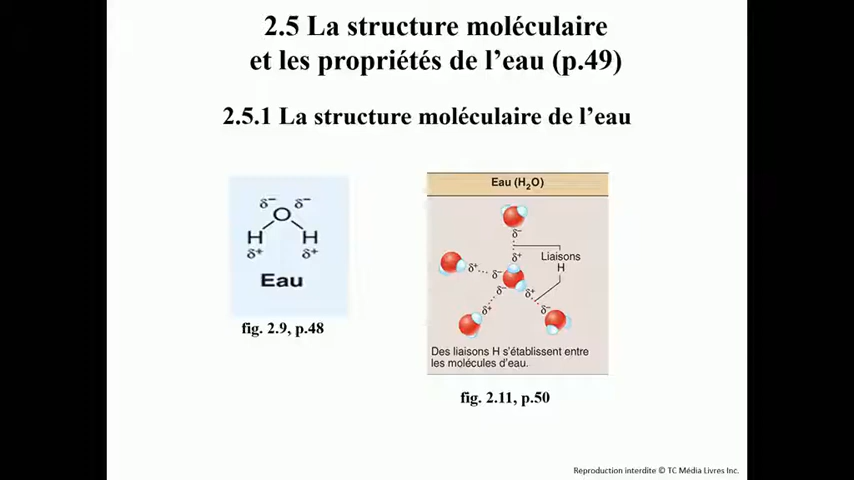 2.5 La structure moléculaire
et les propriétés de l'eau (p.49)
2.5.1 La structure moléculaire de l'eau
δ⁻ δ⁻
O
H H
δ⁺ δ⁺
Eau
fig. 2.9, p.48
Eau (H₂O)
δ⁻
δ⁺
Liaisons
H
δ⁺ δ⁻
δ⁻ δ⁺
δ⁺ δ⁻
Des liaisons H s'établissent entre
les molécules d'eau.
fig. 2.11, p.50
Reproduction interdite © TC Média Livres Inc.